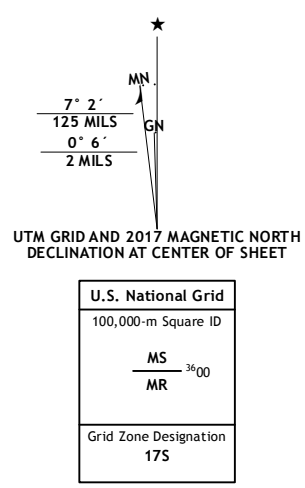 ★
MN
7° 2´
125 MILS
GN
0° 6´
2 MILS
UTM GRID AND 2017 MAGNETIC NORTH
DECLINATION AT CENTER OF SHEET
U.S. National Grid
100,000-m Square ID
MS
3600
MR
Grid Zone Designation
17S